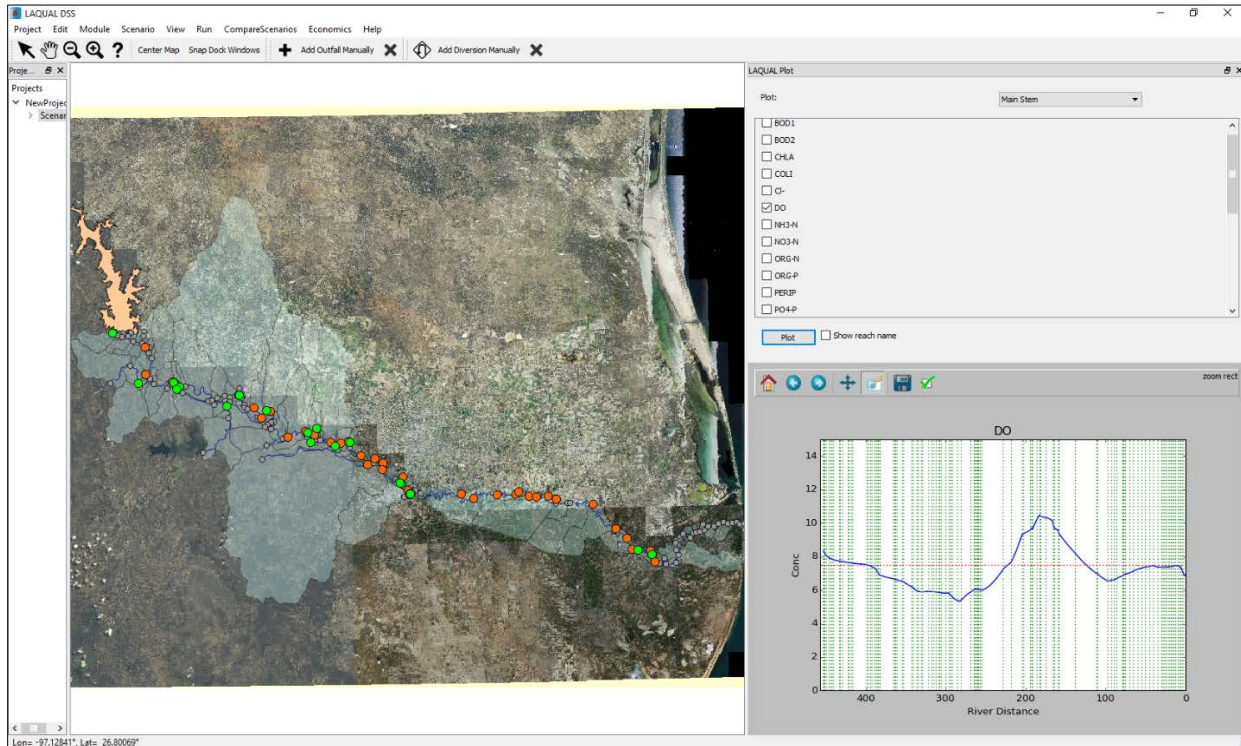 LAQUAL DSS
Project Edit Module Scenario View Run CompareScenarios Economics Help
Center Map Snap Dock Windows Add Outfall Manually Add Diversion Manually
Proje...
Projects
NewProjec
Scenar
LAQUAL Plot
Plot: Main Stem
BOD1
BOD2
CHLA
COLI
Cl-
DO
NH3-N
NO3-N
ORG-N
ORG-P
PERIP
PO4-P
Plot Show reach name
zoom rect
DO
14
12
10
8
6
4
2
0
Conc
400 300 200 100 0
River Distance
Lon= -97.12841°, Lat= 26.80069°